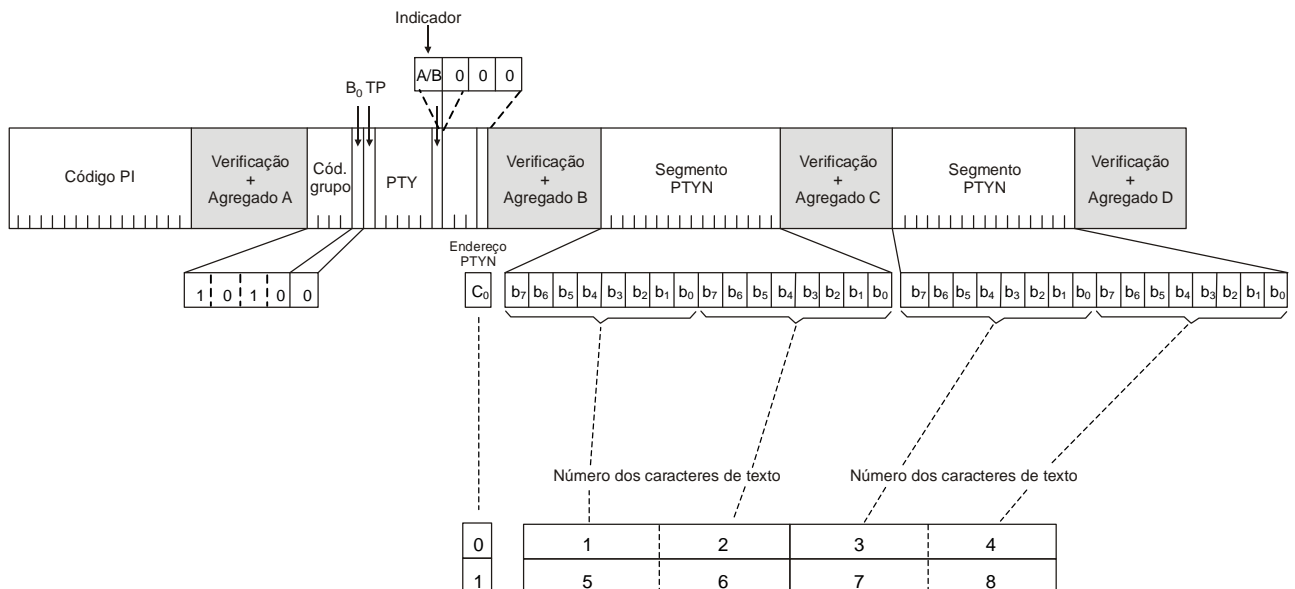 Indicador
A/B 0 0 0
B₀ TP
Código PI
Verificação
+
Agregado A
Cód.
grupo
PTY
Verificação
+
Agregado B
Segmento
PTYN
Verificação
+
Agregado C
Segmento
PTYN
Verificação
+
Agregado D
1 0 1 0 0
Endereço
PTYN
C₀
b₇ b₆ b₅ b₄ b₃ b₂ b₁ b₀ b₇ b₆ b₅ b₄ b₃ b₂ b₁ b₀
b₇ b₆ b₅ b₄ b₃ b₂ b₁ b₀ b₇ b₆ b₅ b₄ b₃ b₂ b₁ b₀
Número dos caracteres de texto
Número dos caracteres de texto
0 1 2 3 4
1 5 6 7 8